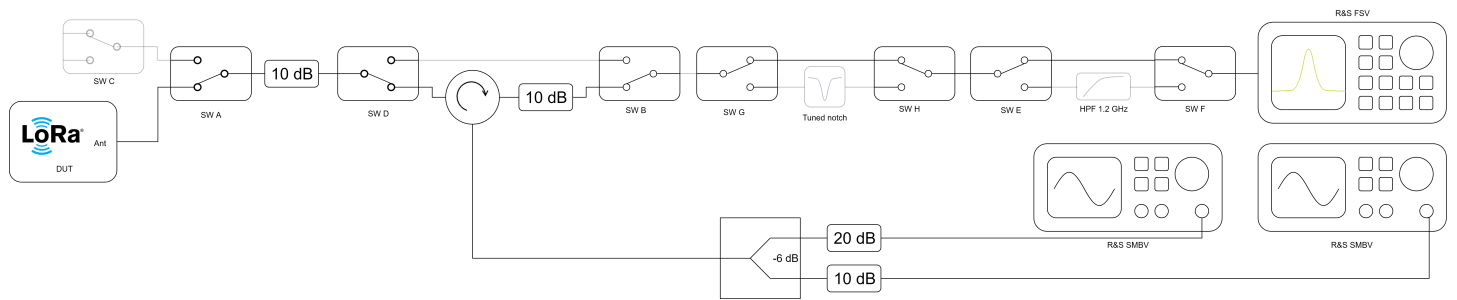 R&S FSV
SW C
10 dB
10 dB
SW A
SW D
SW B
SW G
Tuned notch
SW H
SW E
HPF 1.2 GHz
SW F
LoRa®
Ant
DUT
-6 dB
20 dB
10 dB
R&S SMBV
R&S SMBV